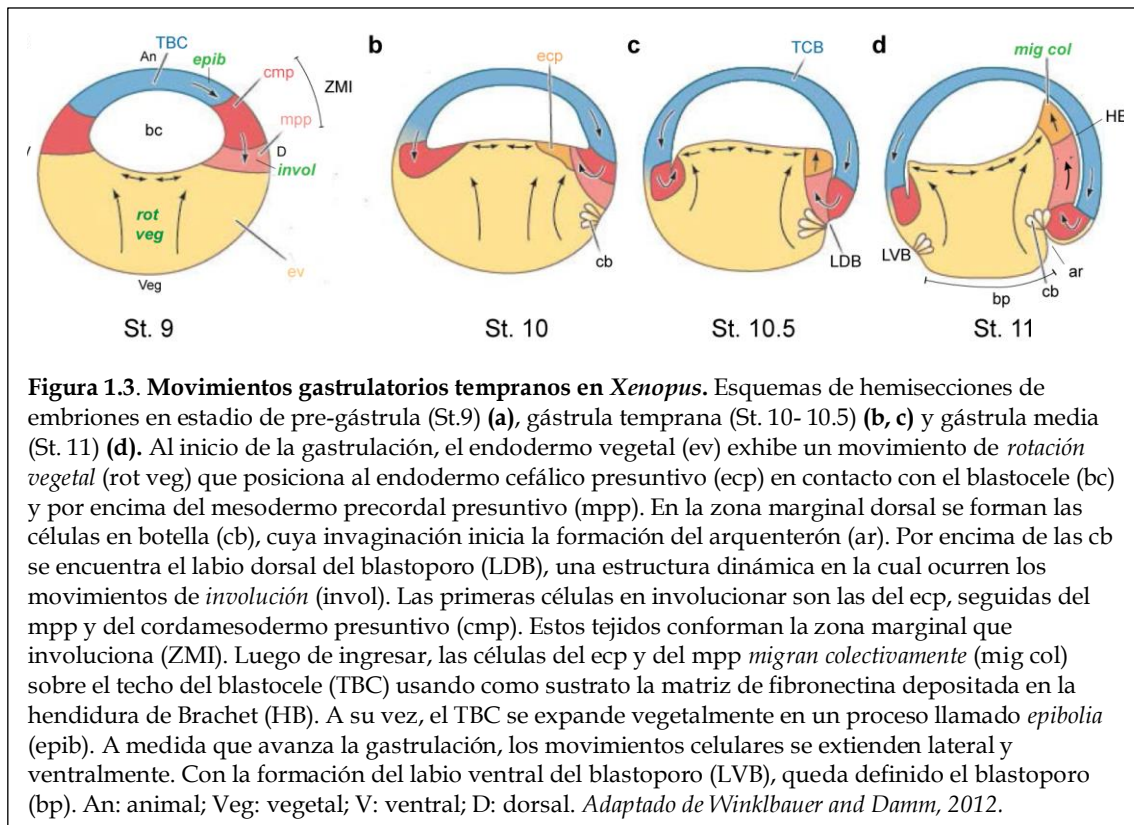 TBC
An
epib
cmp
ZMI
mpp
bc
D
invol
rot
veg
ev
Veg
St. 9
b
ecp
cb
St. 10
c
TCB
LDB
St. 10.5
d
mig col
HB
LVB
ar
cb
bp
St. 11
Figura 1.3. Movimientos gastrulatorios tempranos en Xenopus. Esquemas de hemisecciones de
embriones en estadio de pre-gástrula (St.9) (a), gástrula temprana (St. 10- 10.5) (b, c) y gástrula media
(St. 11) (d). Al inicio de la gastrulación, el endodermo vegetal (ev) exhibe un movimiento de rotación
vegetal (rot veg) que posiciona al endodermo cefálico presuntivo (ecp) en contacto con el blastocele (bc)
y por encima del mesodermo precordal presuntivo (mpp). En la zona marginal dorsal se forman las
células en botella (cb), cuya invaginación inicia la formación del arquenterón (ar). Por encima de las cb
se encuentra el labio dorsal del blastoporo (LDB), una estructura dinámica en la cual ocurren los
movimientos de involución (invol). Las primeras células en involucionar son las del ecp, seguidas del
mpp y del cordamesodermo presuntivo (cmp). Estos tejidos conforman la zona marginal que
involuciona (ZMI). Luego de ingresar, las células del ecp y del mpp migran colectivamente (mig col)
sobre el techo del blastocele (TBC) usando como sustrato la matriz de fibronectina depositada en la
hendidura de Brachet (HB). A su vez, el TBC se expande vegetalmente en un proceso llamado epibolia
(epib). A medida que avanza la gastrulación, los movimientos celulares se extienden lateral y
ventralmente. Con la formación del labio ventral del blastoporo (LVB), queda definido el blastoporo
(bp). An: animal; Veg: vegetal; V: ventral; D: dorsal. Adaptado de Winklbauer and Damm, 2012.